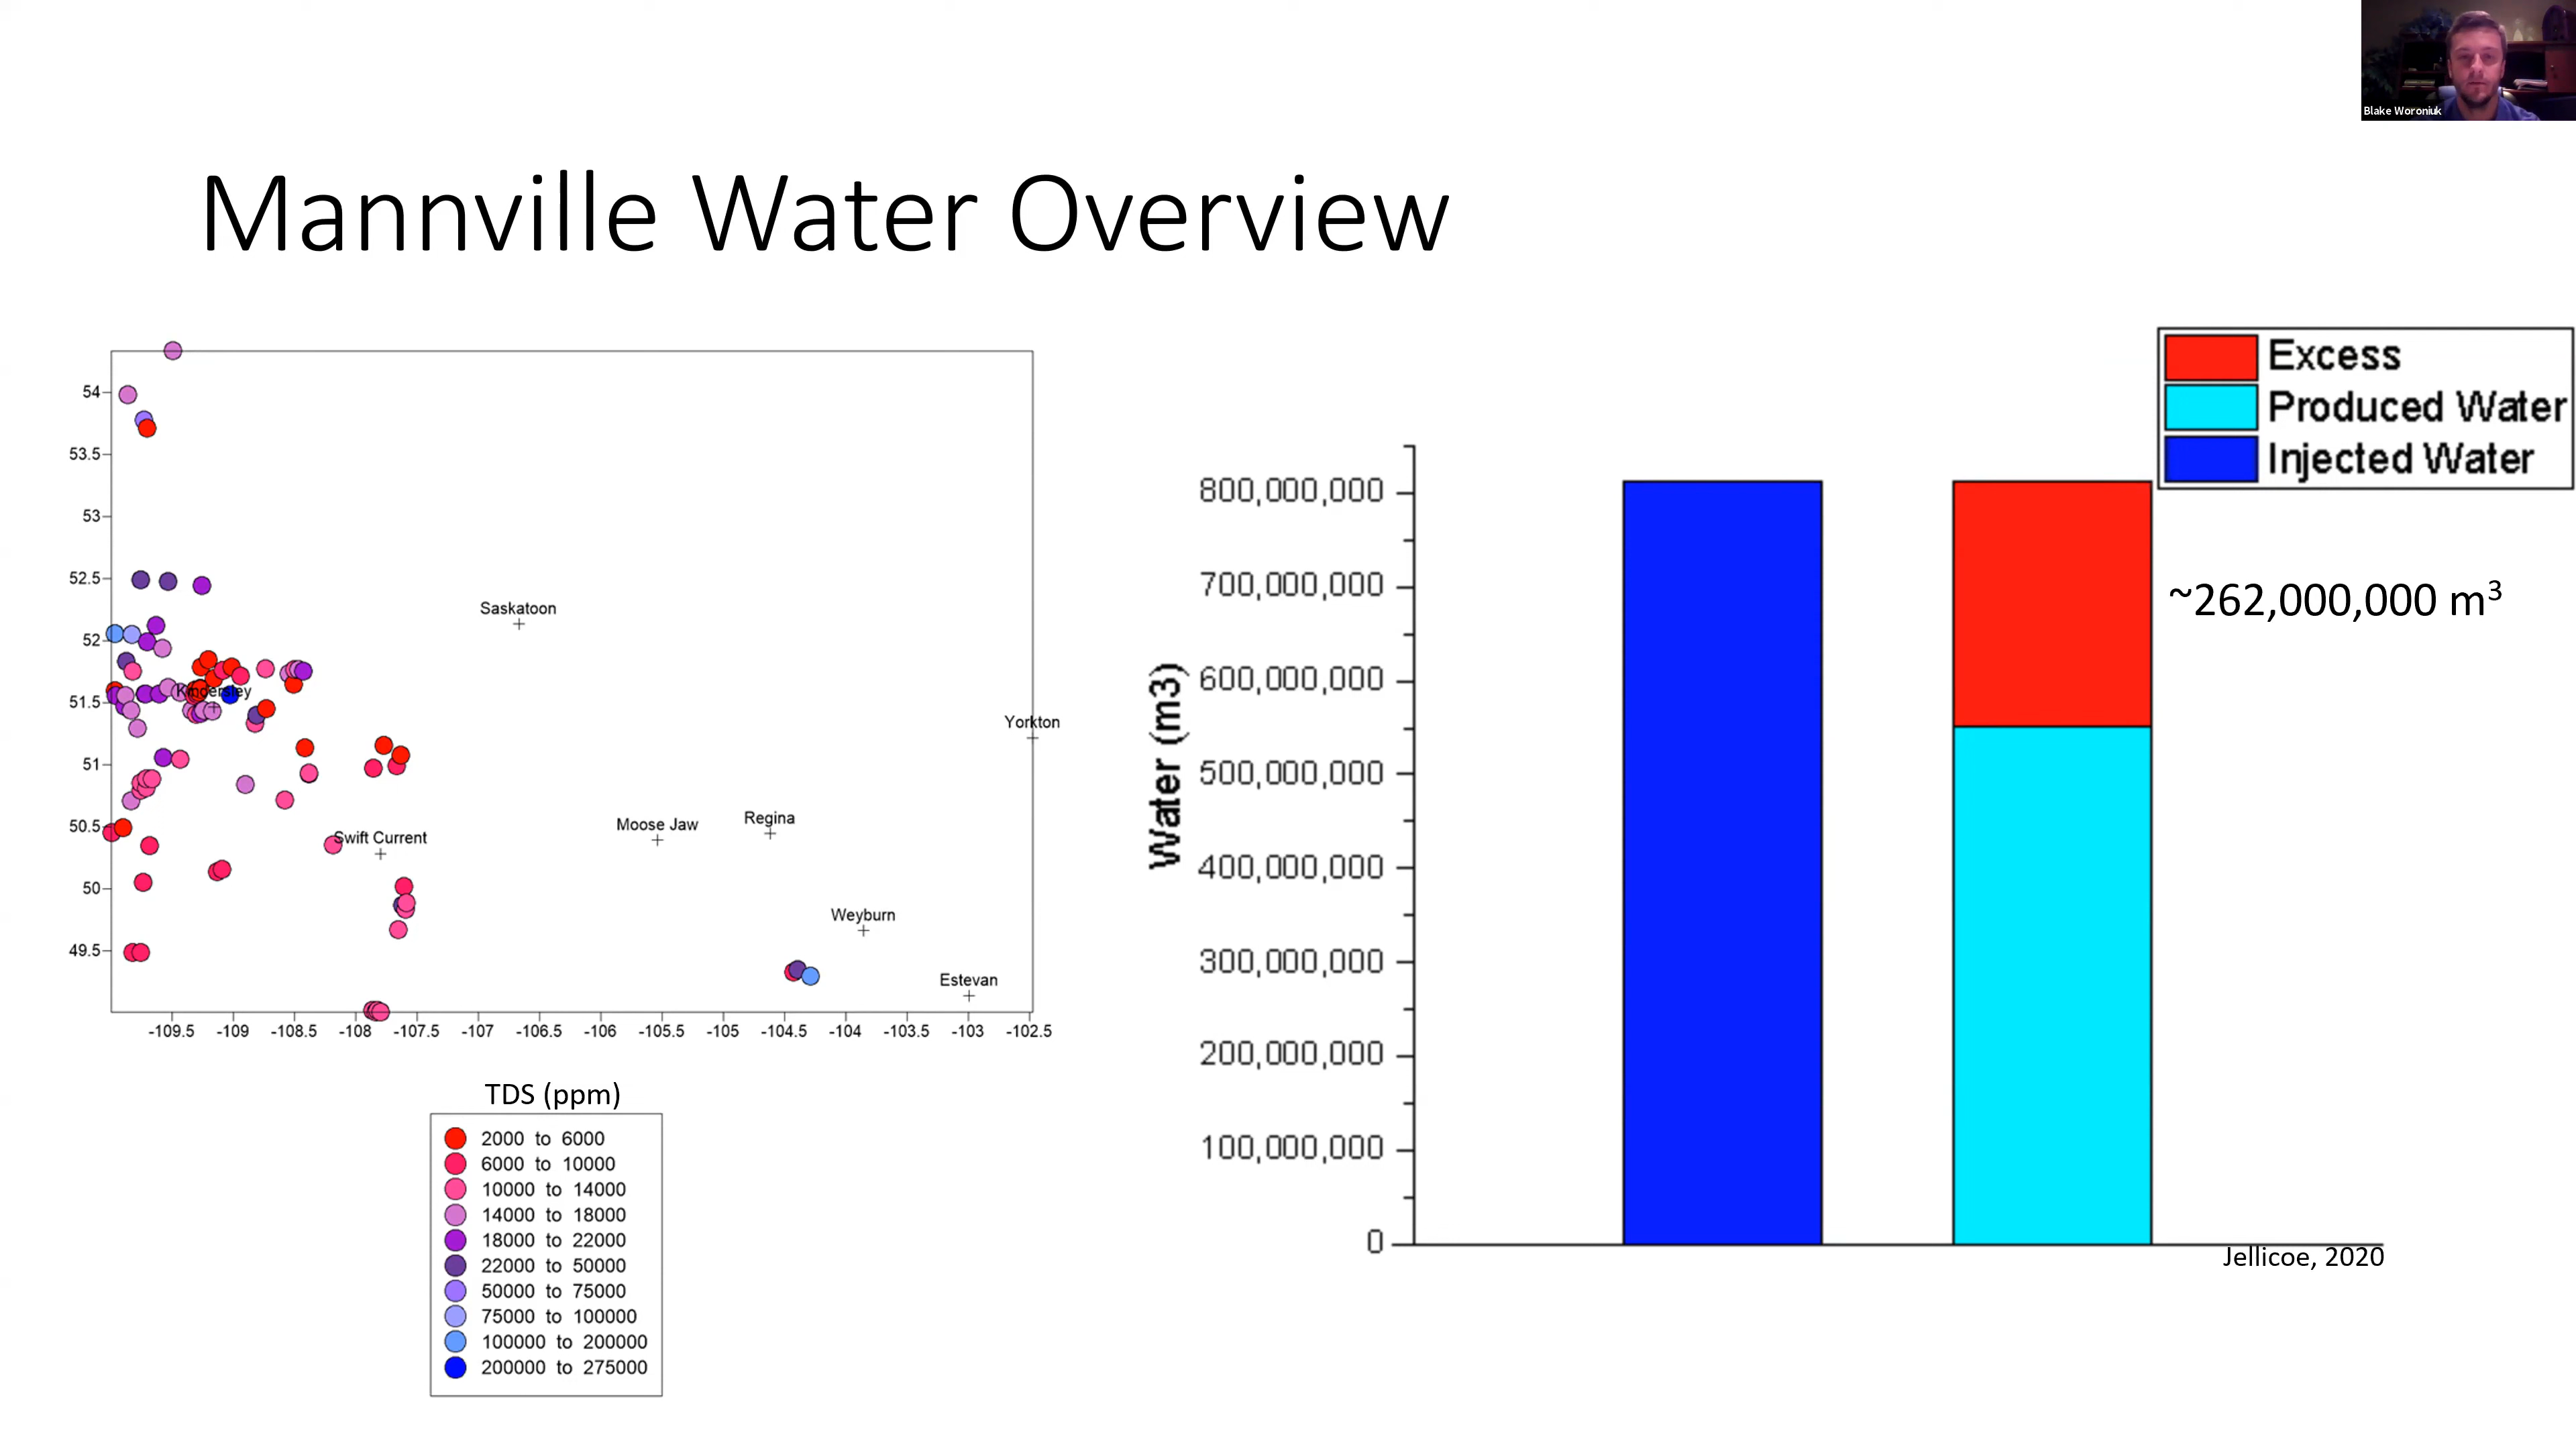 Blake Woroniuk
Mannville Water Overview
54
53.5
53
52.5
52
51.5
51
50.5
50
49.5
Saskatoon
Kindersley
Yorkton
Swift Current
Moose Jaw
Regina
Weyburn
Estevan
-109.5 -109 -108.5 -108 -107.5 -107 -106.5 -106 -105.5 -105 -104.5 -104 -103.5 -103 -102.5
TDS (ppm)
2000 to 6000
6000 to 10000
10000 to 14000
14000 to 18000
18000 to 22000
22000 to 50000
50000 to 75000
75000 to 100000
100000 to 200000
200000 to 275000
Excess
Produced Water
Injected Water
Water (m3)
800,000,000
700,000,000
600,000,000
500,000,000
400,000,000
300,000,000
200,000,000
100,000,000
0
~262,000,000 m³
Jellicoe, 2020